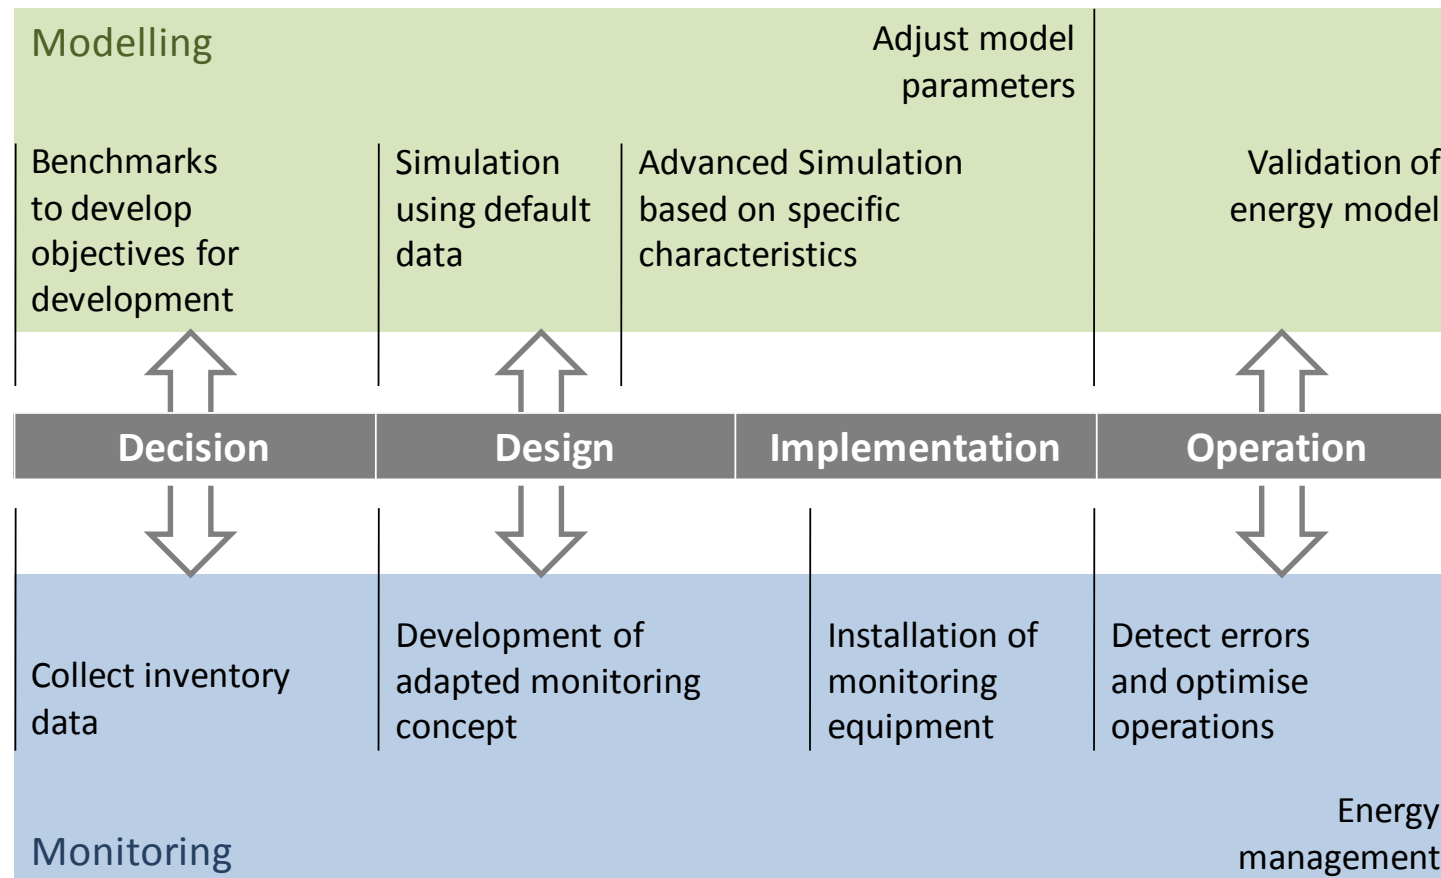 Modelling
Adjust model
parameters
Benchmarks
to develop
objectives for
development
Simulation
using default
data
Advanced Simulation
based on specific
characteristics
Validation of
energy model
Decision
Design
Implementation
Operation
Collect inventory
data
Development of
adapted monitoring
concept
Installation of
monitoring
equipment
Detect errors
and optimise
operations
Energy
management
Monitoring